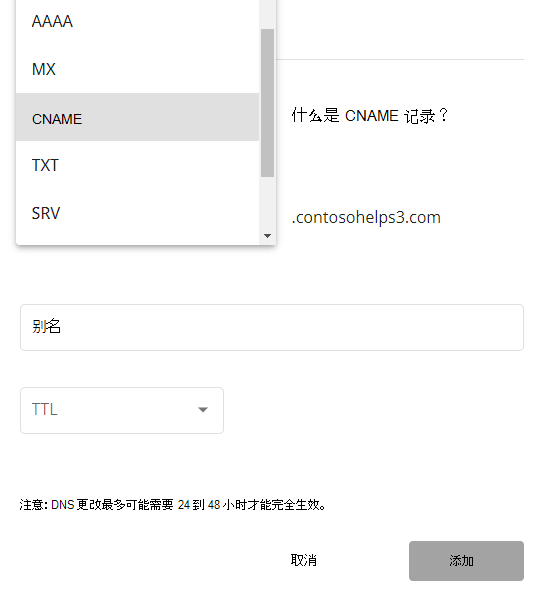 AAAA
MX
CNAME
什么是 CNAME 记录？
TXT
SRV
.contosohelps3.com
别名
TTL
注意: DNS 更改最多可能需要 24 到 48 小时才能完全生效。
取消
添加